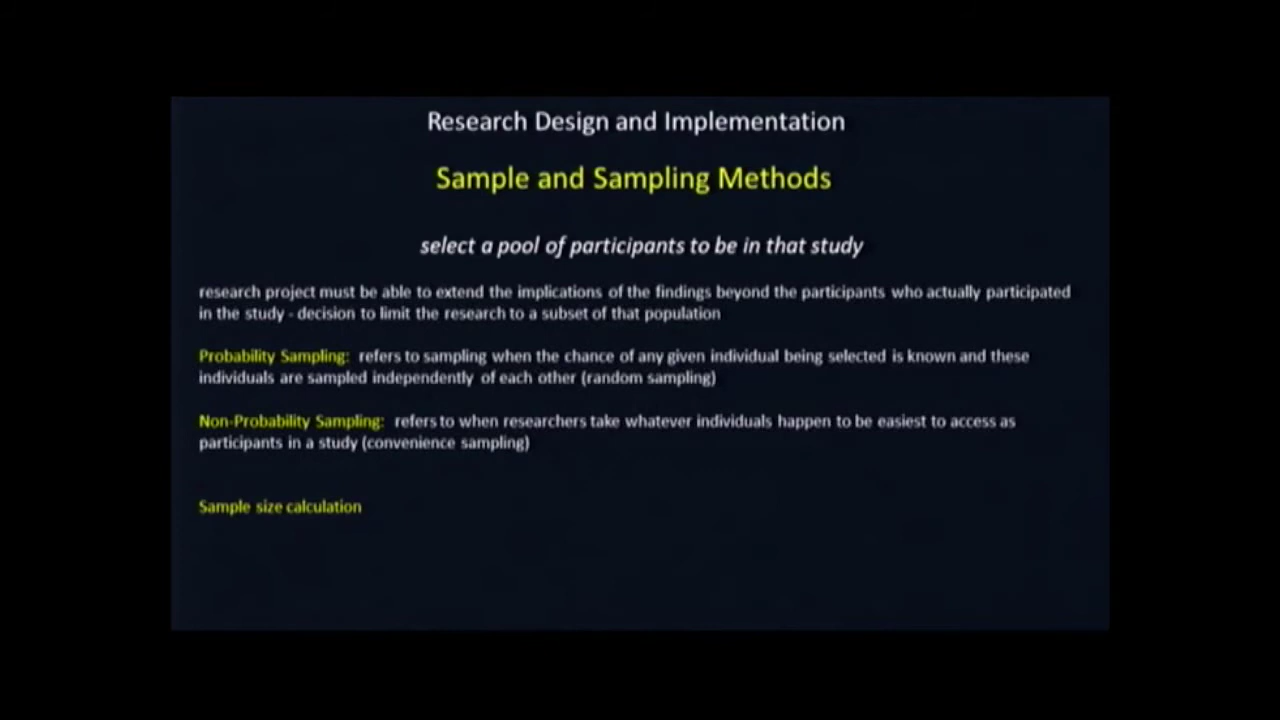 Research Design and Implementation
Sample and Sampling Methods
select a pool of participants to be in that study
research project must be able to extend the implications of the findings beyond the participants who actually participated
in the study - decision to limit the research to a subset of that population
Probability Sampling: refers to sampling when the chance of any given individual being selected is known and these
individuals are sampled independently of each other (random sampling)
Non-Probability Sampling: refers to when researchers take whatever individuals happen to be easiest to access as
participants in a study (convenience sampling)
Sample size calculation